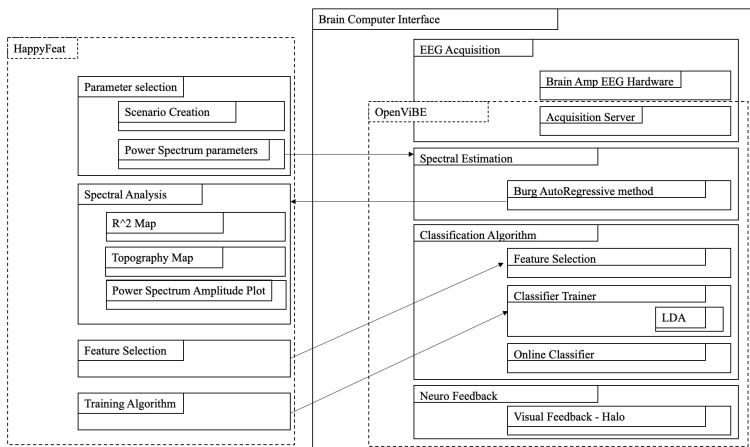 Brain Computer Interface
HappyFeat
Parameter selection
Scenario Creation
Power Spectrum parameters
Spectral Analysis
R^2 Map
Topography Map
Power Spectrum Amplitude Plot
Feature Selection
Training Algorithm
EEG Acquisition
Brain Amp EEG Hardware
OpenViBE
Acquisition Server
Spectral Estimation
Burg AutoRegressive method
Classification Algorithm
Feature Selection
Classifier Trainer
LDA
Online Classifier
Neuro Feedback
Visual Feedback - Halo